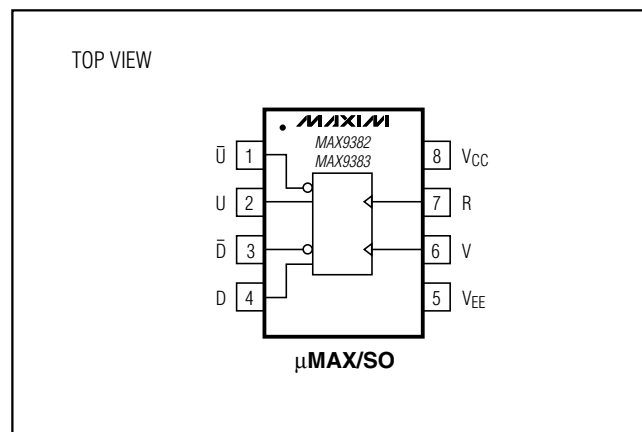 TOP VIEW
MAXIM
MAX9382
MAX9383
Ū 1
U 2
D̄ 3
D 4
8 VCC
7 R
6 V
5 VEE
μMAX/SO